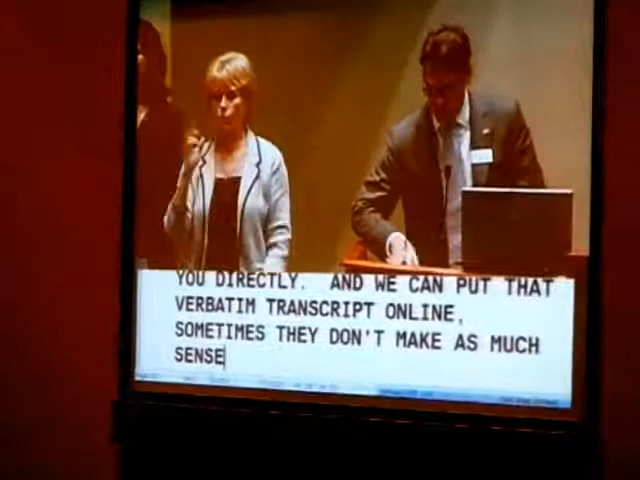 YOU DIRECTLY. AND WE CAN PUT THAT
VERBATIM TRANSCRIPT ONLINE,
SOMETIMES THEY DON'T MAKE AS MUCH
SENSE